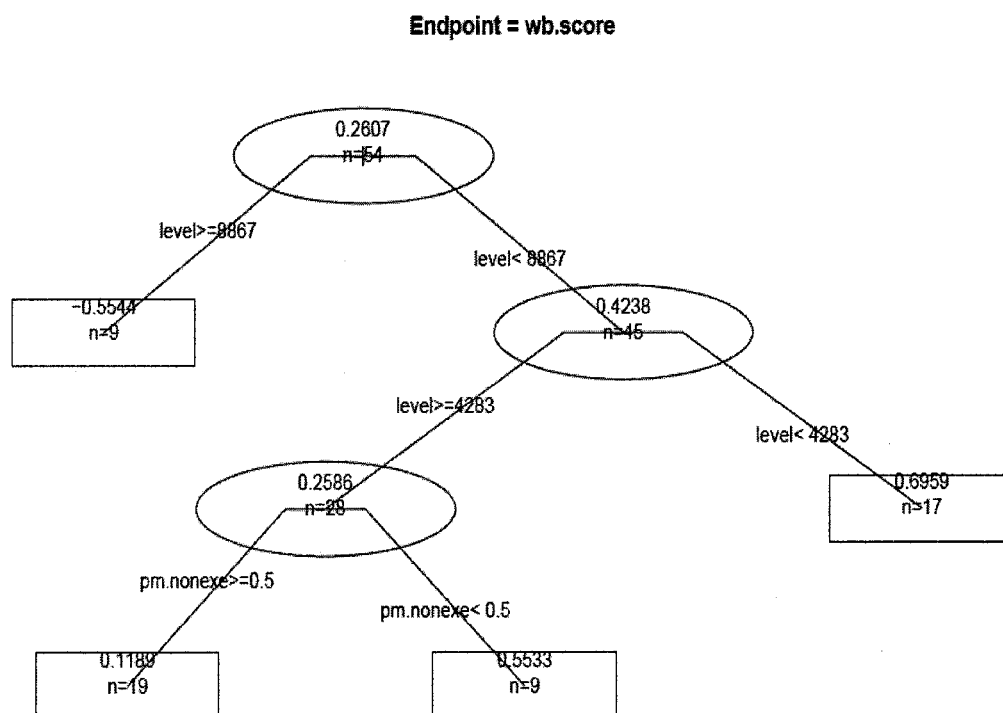 Endpoint = wb.score
0.2607
n=54
level>=8867
level< 8867
−0.5544
n=9
0.4238
n=45
level>=4283
level< 4283
0.2586
n=28
0.6959
n=17
pm.nonexe>=0.5
pm.nonexe< 0.5
0.1189
n=19
0.5533
n=9